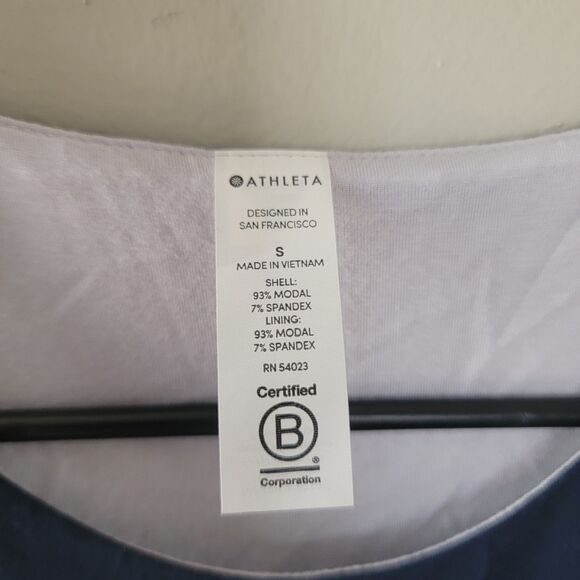 ATHLETA
DESIGNED IN
SAN FRANCISCO
S
MADE IN VIETNAM
SHELL:
93% MODAL
7% SPANDEX
LINING:
93% MODAL
7% SPANDEX
RN 54023
Certified
B
®
Corporation